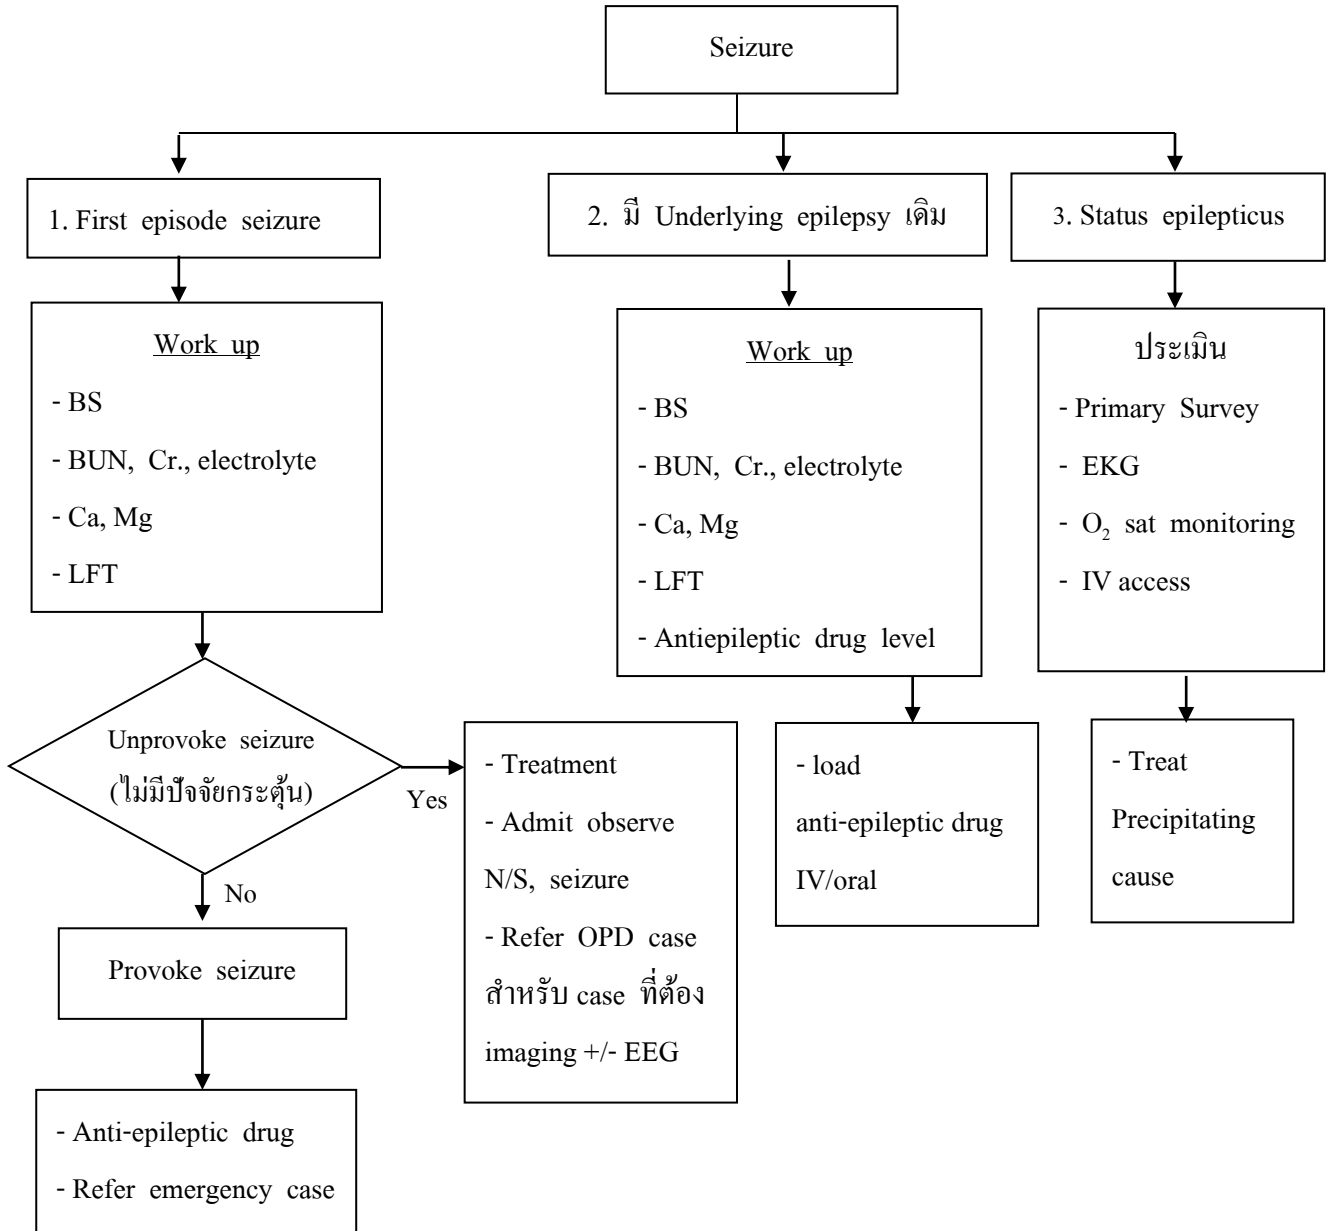 Seizure
1. First episode seizure
2. มี Underlying epilepsy เดิม
3. Status epilepticus
Work up
- BS
- BUN, Cr., electrolyte
- Ca, Mg
- LFT
Work up
- BS
- BUN, Cr., electrolyte
- Ca, Mg
- LFT
- Antiepileptic drug level
ประเมิน
- Primary Survey
- EKG
- O₂ sat monitoring
- IV access
Unprovoke seizure
(ไม่มีปัจจัยกระตุ้น)
Yes
No
- Treatment
- Admit observe
N/S, seizure
- Refer OPD case
สำหรับ case ที่ต้อง
imaging +/- EEG
- load
anti-epileptic drug
IV/oral
- Treat
Precipitating
cause
Provoke seizure
- Anti-epileptic drug
- Refer emergency case